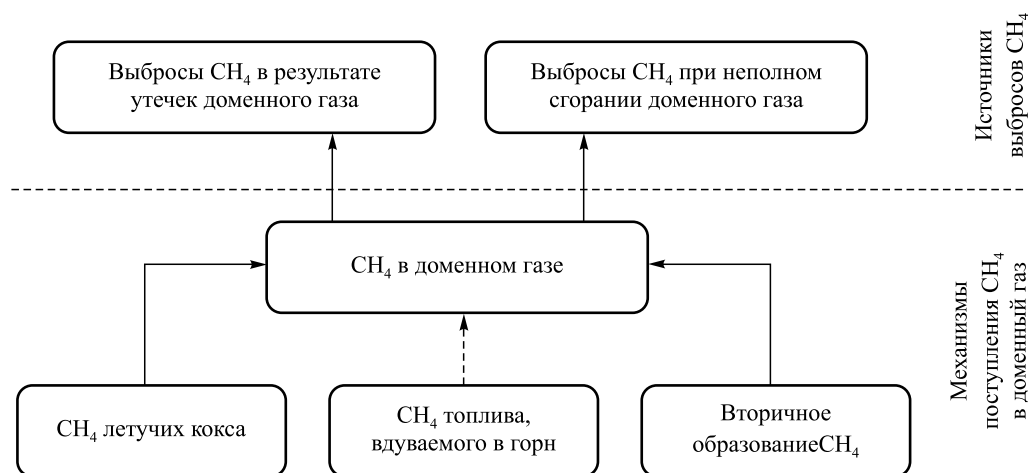 Выбросы CH₄ в результате
утечек доменного газа
Выбросы CH₄ при неполном
сгорании доменного газа
Источники
выбросов CH₄
CH₄ в доменном газе
Механизмы
поступления CH₄
в доменный газ
CH₄ летучих кокса
CH₄ топлива,
вдуваемого в горн
Вторичное
образованиеCH₄